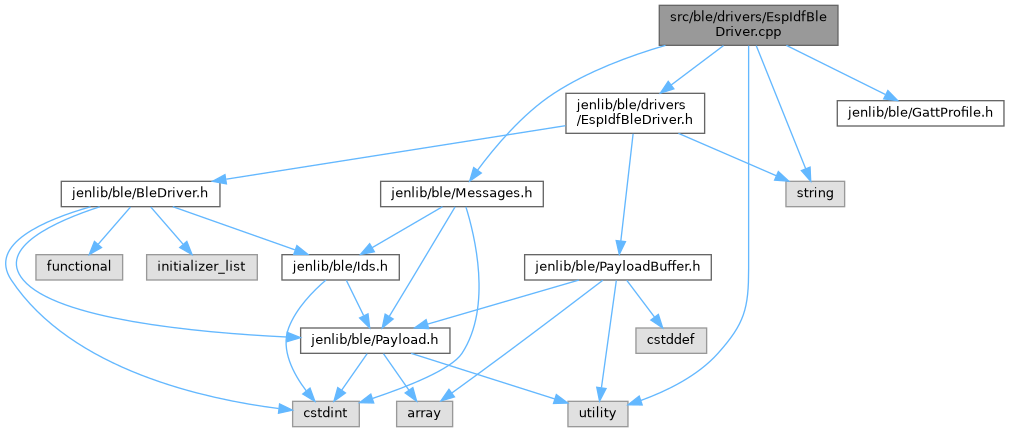 src/ble/drivers/EspIdfBle
Driver.cpp
jenlib/ble/drivers
/EspIdfBleDriver.h
jenlib/ble/GattProfile.h
jenlib/ble/BleDriver.h
jenlib/ble/Messages.h
string
functional
initializer_list
jenlib/ble/Ids.h
jenlib/ble/PayloadBuffer.h
jenlib/ble/Payload.h
cstddef
cstdint
array
utility